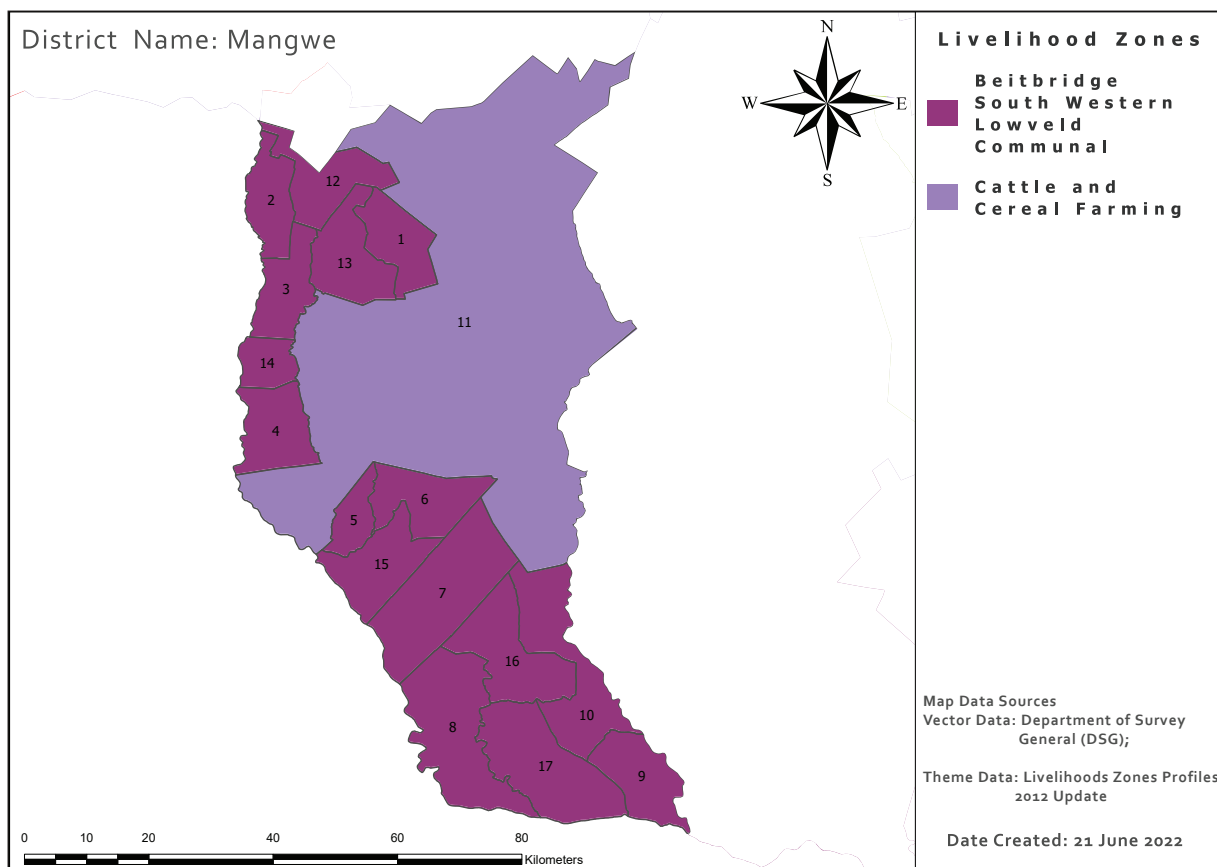 District Name: Mangwe
N
W
E
S
2
12
1
13
3
11
14
4
6
5
15
7
16
8
10
17
9
0
10
20
40
60
80
Kilometers
Livelihood Zones
Beitbridge
South Western
Lowveld
Communal
Cattle and
Cereal Farming
Map Data Sources
Vector Data: Department of Survey
General (DSG);
Theme Data: Livelihoods Zones Profiles
2012 Update
Date Created: 21 June 2022